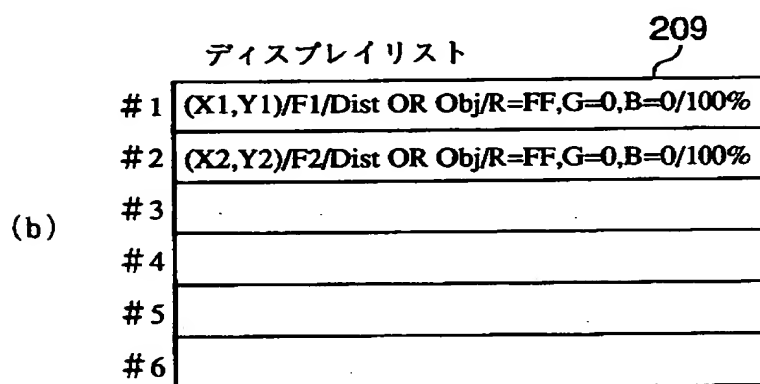 209
ディスプレイリスト
#1 (X1,Y1)/F1/Dist OR Obj/R=FF,G=0,B=0/100%
#2 (X2,Y2)/F2/Dist OR Obj/R=FF,G=0,B=0/100%
#3
(b)
#4
#5
#6